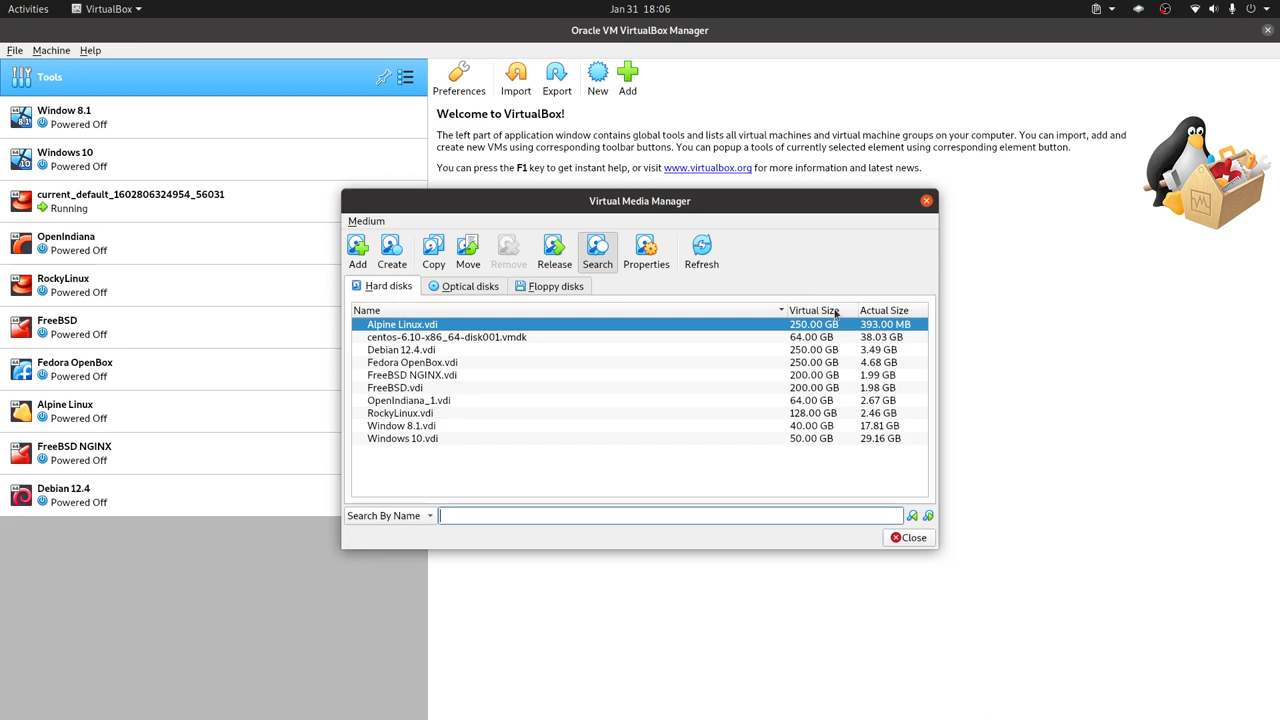 Activities
VirtualBox
Jan 31 18:06
Oracle VM VirtualBox Manager
File Machine Help
Tools
Preferences Import Export New Add
Window 8.1
Powered Off
Windows 10
Powered Off
current_default_1602806324954_56031
Running
OpenIndiana
Powered Off
RockyLinux
Powered Off
FreeBSD
Powered Off
Fedora OpenBox
Powered Off
Alpine Linux
Powered Off
FreeBSD NGINX
Powered Off
Debian 12.4
Powered Off
Welcome to VirtualBox!
The left part of application window contains global tools and lists all virtual machines and virtual machine groups on your computer. You can import, add and
create new VMs using corresponding toolbar buttons. You can popup a tools of currently selected element using corresponding element button.
You can press the F1 key to get instant help, or visit www.virtualbox.org for more information and latest news.
Virtual Media Manager
Medium
Add Create Copy Move Remove Release Search Properties Refresh
Hard disks Optical disks Floppy disks
Name Virtual Size Actual Size
Alpine Linux.vdi 250.00 GB 393.00 MB
centos-6.10-x86_64-disk001.vmdk 64.00 GB 38.03 GB
Debian 12.4.vdi 250.00 GB 3.49 GB
Fedora OpenBox.vdi 250.00 GB 4.68 GB
FreeBSD NGINX.vdi 200.00 GB 1.99 GB
FreeBSD.vdi 200.00 GB 1.98 GB
OpenIndiana_1.vdi 64.00 GB 2.67 GB
RockyLinux.vdi 128.00 GB 2.46 GB
Window 8.1.vdi 40.00 GB 17.81 GB
Windows 10.vdi 50.00 GB 29.16 GB
Search By Name
Close